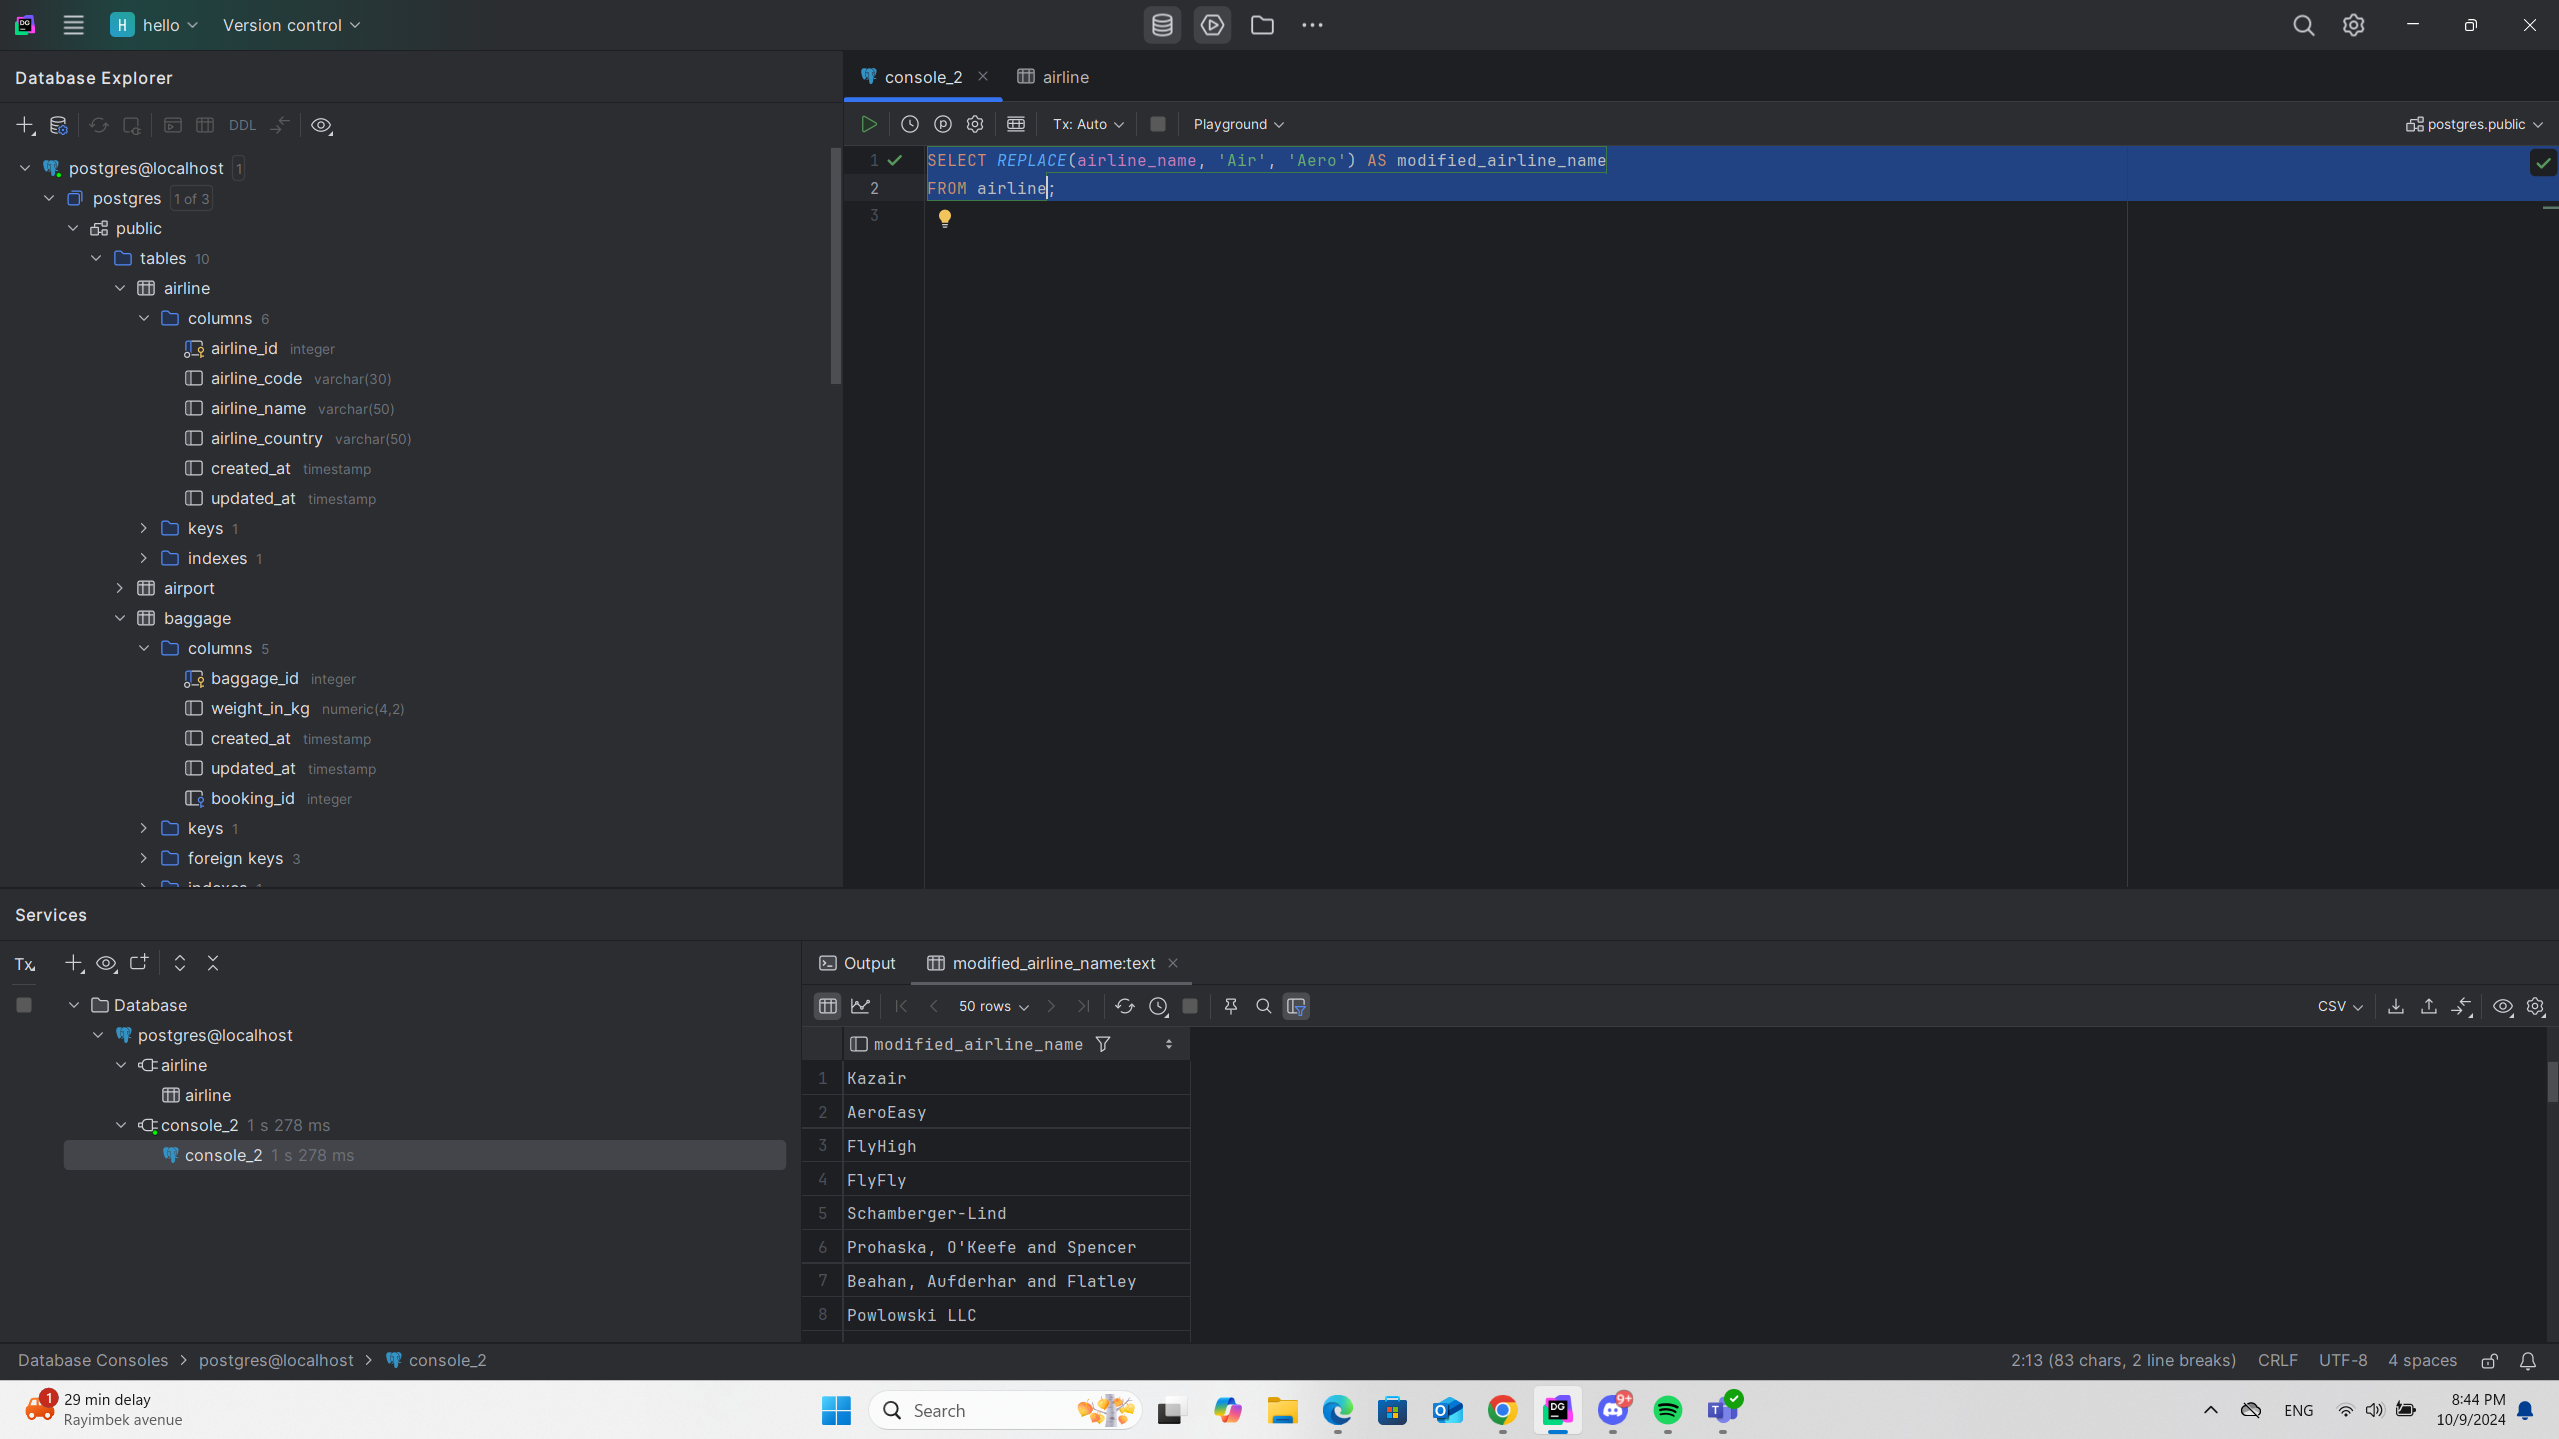 H hello Version control
Database Explorer
console_2 airline
DDL
Tx: Auto Playground postgres.public
postgres@localhost 1
postgres 1 of 3
public
tables 10
airline
columns 6
airline_id integer
airline_code varchar(30)
airline_name varchar(50)
airline_country varchar(50)
created_at timestamp
updated_at timestamp
keys 1
indexes 1
airport
baggage
columns 5
baggage_id integer
weight_in_kg numeric(4,2)
created_at timestamp
updated_at timestamp
booking_id integer
keys 1
foreign keys 3
indexes 1
1 SELECT REPLACE(airline_name, 'Air', 'Aero') AS modified_airline_name
2 FROM airline;
3
Services
Tx
Database
postgres@localhost
airline
airline
console_2 1 s 278 ms
console_2 1 s 278 ms
Output modified_airline_name:text
50 rows CSV
modified_airline_name
1 Kazair
2 AeroEasy
3 FlyHigh
4 FlyFly
5 Schamberger-Lind
6 Prohaska, O'Keefe and Spencer
7 Beahan, Aufderhar and Flatley
8 Powlowski LLC
Database Consoles > postgres@localhost > console_2
2:13 (83 chars, 2 line breaks) CRLF UTF-8 4 spaces
1 29 min delay
Rayimbek avenue
Search
DG
9+
ENG
8:44 PM
10/9/2024